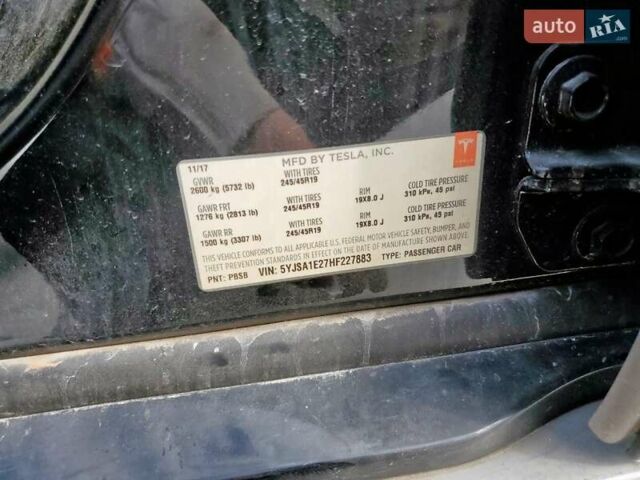 auto RIA.com
MFD BY TESLA, INC.
11/17
GVWR WITH TIRES RIM COLD TIRE PRESSURE
2600 kg (5732 lb) 245/45R19 19X8.0 J 310 kPa, 45 psi
GAWR FRT WITH TIRES RIM COLD TIRE PRESSURE
1276 kg (2813 lb) 245/45R19 19X8.0 J 310 kPa, 45 psi
GAWR RR WITH TIRES
1500 kg (3307 lb) 245/45R19
THIS VEHICLE CONFORMS TO ALL APPLICABLE U.S. FEDERAL MOTOR VEHICLE SAFETY, BUMPER, AND
THEFT PREVENTION STANDARDS IN EFFECT ON THE DATE OF MANUFACTURE SHOWN ABOVE.
PNT: PBSB VIN: 5YJSA1E27HF227883 TYPE: PASSENGER CAR
TESLA